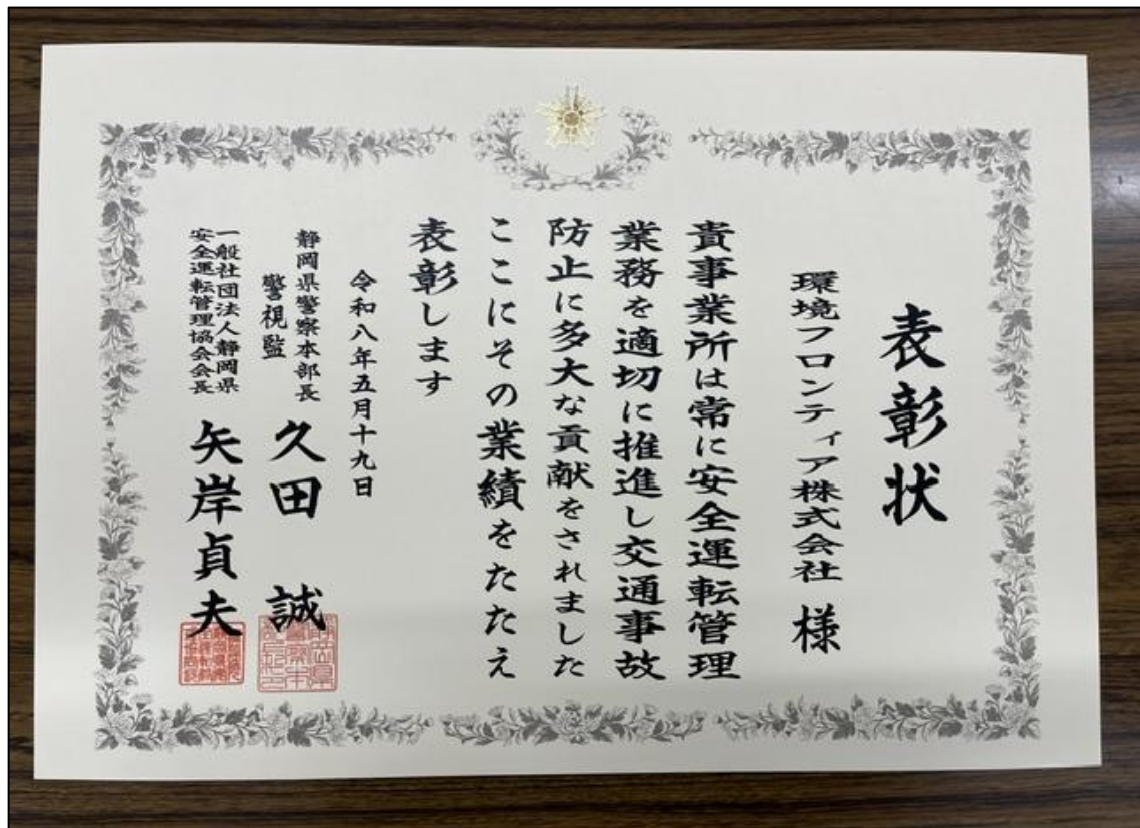 表彰状
環境フロンティア株式会社 様
貴事業所は常に安全運転管理
業務を適切に推進し交通事故
防止に多大な貢献をされました
ここにその業績をたたえ
表彰します
令和八年五月十九日
静岡県警察本部長
警視監
久田 誠
一般社団法人静岡県
安全運転管理協会会長
矢岸貞夫